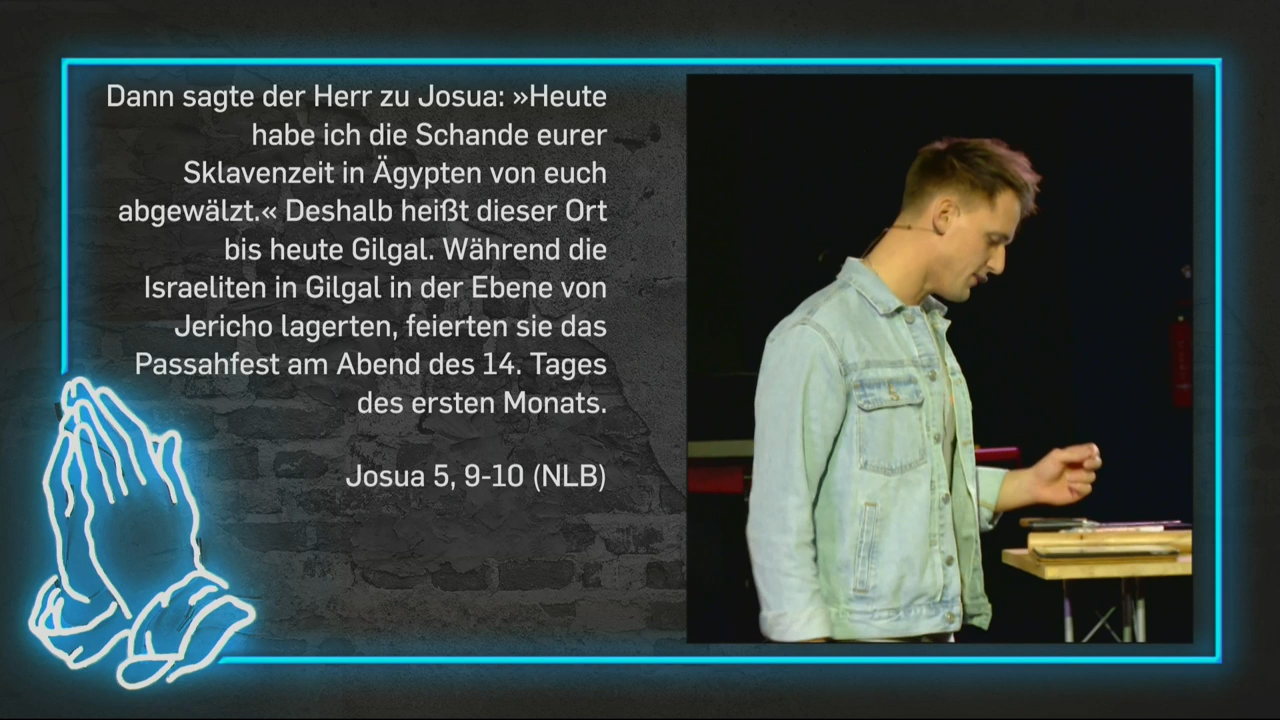 Dann sagte der Herr zu Josua: »Heute
habe ich die Schande eurer
Sklavenzeit in Ägypten von euch
abgewälzt.« Deshalb heißt dieser Ort
bis heute Gilgal. Während die
Israeliten in Gilgal in der Ebene von
Jericho lagerten, feierten sie das
Passahfest am Abend des 14. Tages
des ersten Monats.
Josua 5, 9-10 (NLB)